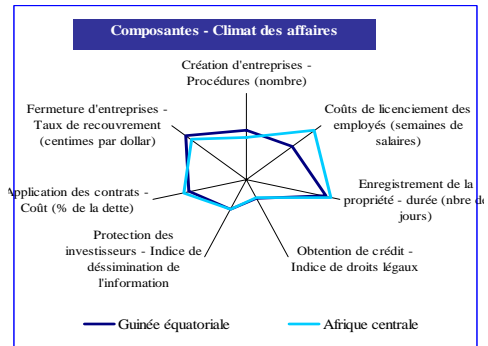 Composantes - Climat des affaires
Création d'entreprises -
Procédures (nombre)
Fermeture d'entreprises -
Taux de recouvrement
(centimes par dollar)
Coûts de licenciement des
employés (semaines de
salaires)
Application des contrats -
Coût (% de la dette)
Enregistrement de la
propriété - durée (nbre de
jours)
Protection des
investisseurs - Indice de
déssimination de
l'information
Obtention de crédit -
Indice de droits légaux
Guinée équatoriale
Afrique centrale